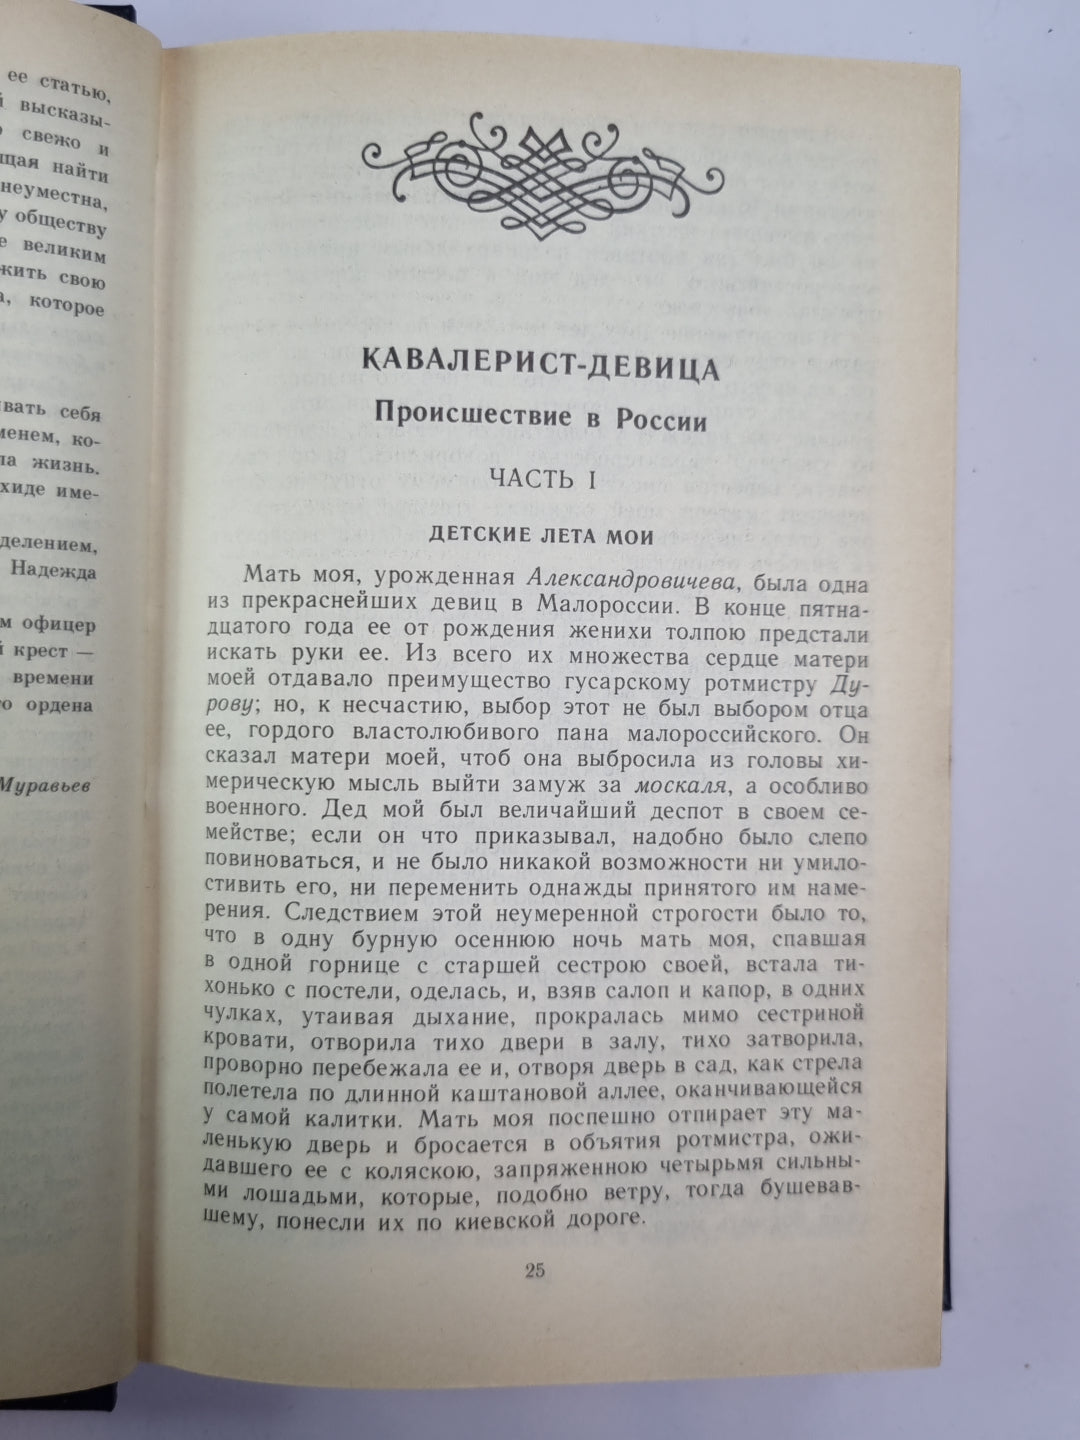 ее статью,
высказы-
свежо и
щая найти
неуместна,
у обществу
е великим
жить свою
а, которое
вать себя
менем, ко-
ла жизнь.
хиде име-
делением,
Надежда
м офицер
й крест —
времени
го ордена
Муравьев
КАВАЛЕРИСТ-ДЕВИЦА
Происшествие в России
ЧАСТЬ I
ДЕТСКИЕ ЛЕТА МОИ
Мать моя, урожденная Александровичева, была одна
из прекраснейших девиц в Малороссии. В конце пятна-
дцатого года ее от рождения женихи толпою предстали
искать руки ее. Из всего их множества сердце матери
моей отдавало преимущество гусарскому ротмистру Ду-
рову; но, к несчастию, выбор этот не был выбором отца
ее, гордого властолюбивого пана малороссийского. Он
сказал матери моей, чтоб она выбросила из головы хи-
мерическую мысль выйти замуж за москаля, а особливо
военного. Дед мой был величайший деспот в своем се-
мействе; если он что приказывал, надобно было слепо
повиноваться, и не было никакой возможности ни умило-
стивить его, ни переменить однажды принятого им наме-
рения. Следствием этой неумеренной строгости было то,
что в одну бурную осеннюю ночь мать моя, спавшая
в одной горнице с старшей сестрою своей, встала ти-
хонько с постели, оделась, и, взяв салоп и капор, в одних
чулках, утаивая дыхание, прокралась мимо сестриной
кровати, отворила тихо двери в залу, тихо затворила,
проворно перебежала ее и, отворя дверь в сад, как стрела
полетела по длинной каштановой аллее, оканчивающейся
у самой калитки. Мать моя поспешно отпирает эту ма-
ленькую дверь и бросается в объятия ротмистра, ожи-
давшего ее с коляскою, запряженною четырьмя сильны-
ми лошадьми, которые, подобно ветру, тогда бушевав-
шему, понесли их по киевской дороге.
25